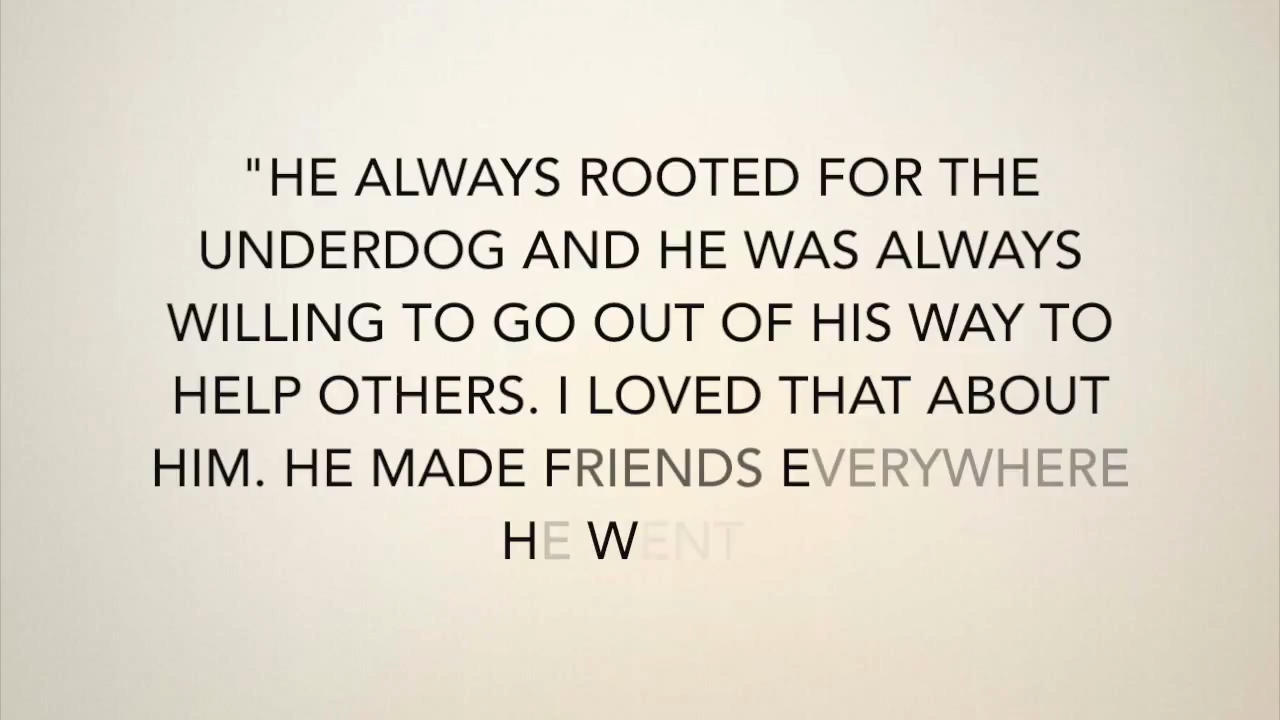 "HE ALWAYS ROOTED FOR THE
UNDERDOG AND HE WAS ALWAYS
WILLING TO GO OUT OF HIS WAY TO
HELP OTHERS. I LOVED THAT ABOUT
HIM. HE MADE FRIENDS EVERYWHERE
HE WENT